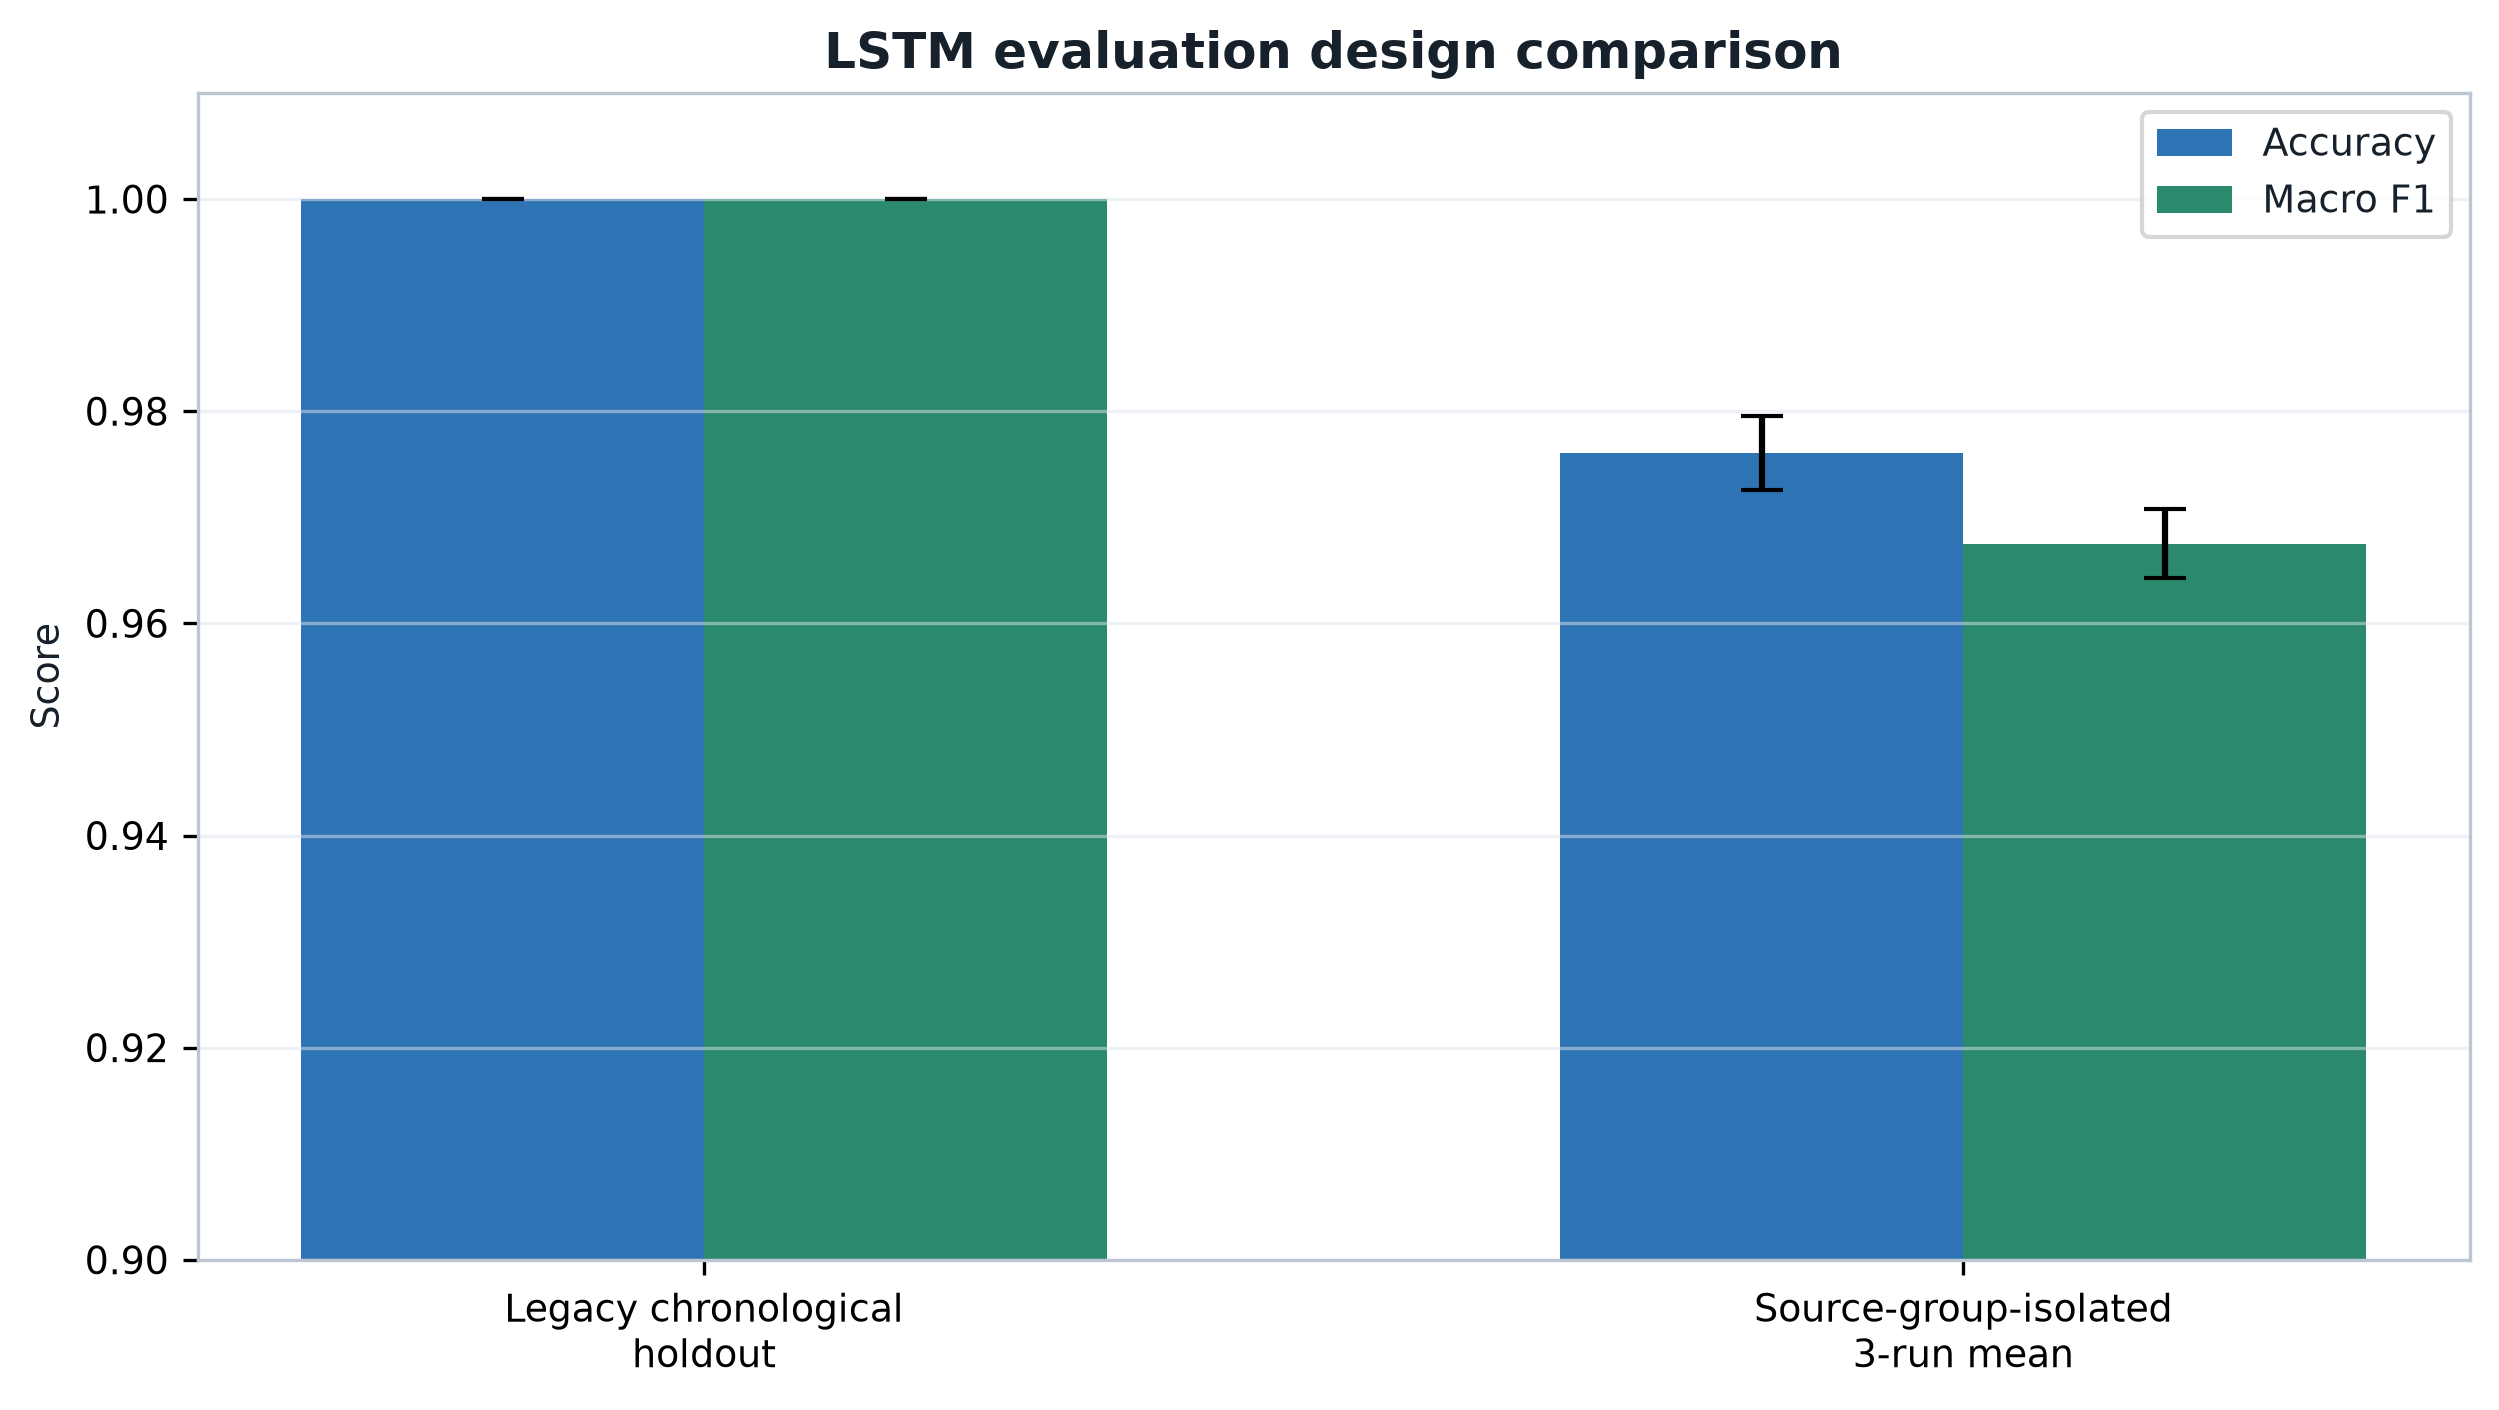 LSTM evaluation design comparison
Accuracy
Macro F1
Score
1.00
0.98
0.96
0.94
0.92
0.90
Legacy chronological
holdout
Source-group-isolated
3-run mean